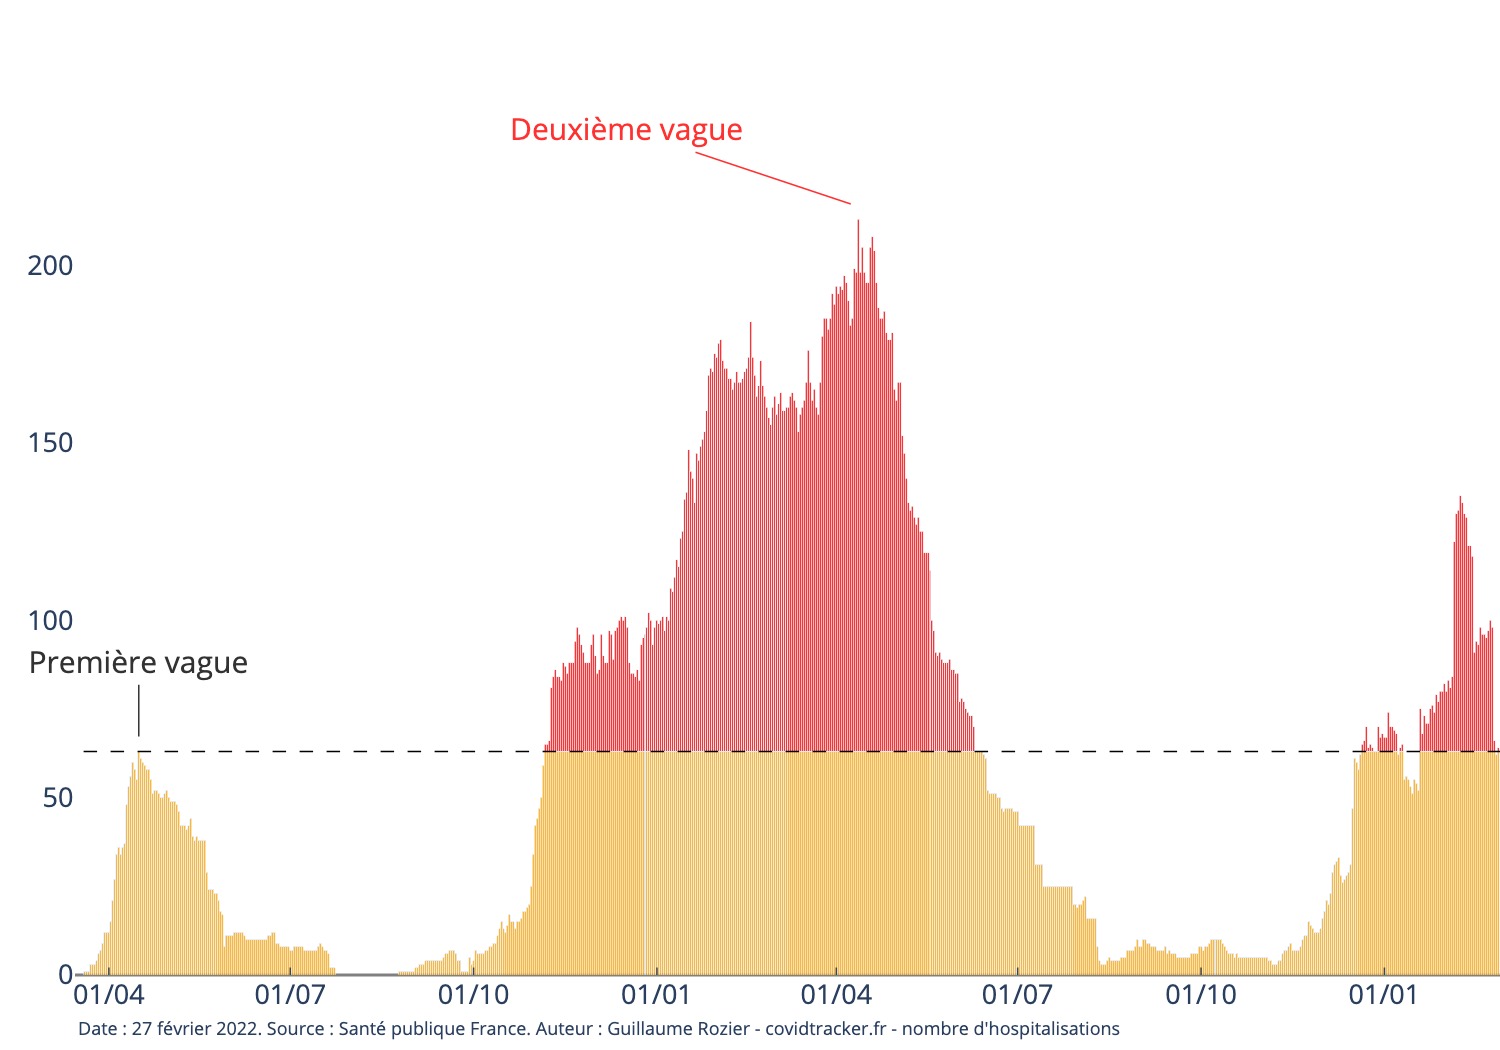 Deuxième vague
200
150
100
Première vague
50
0
01/04 01/07 01/10 01/01 01/04 01/07 01/10 01/01
Date : 27 février 2022. Source : Santé publique France. Auteur : Guillaume Rozier - covidtracker.fr - nombre d'hospitalisations